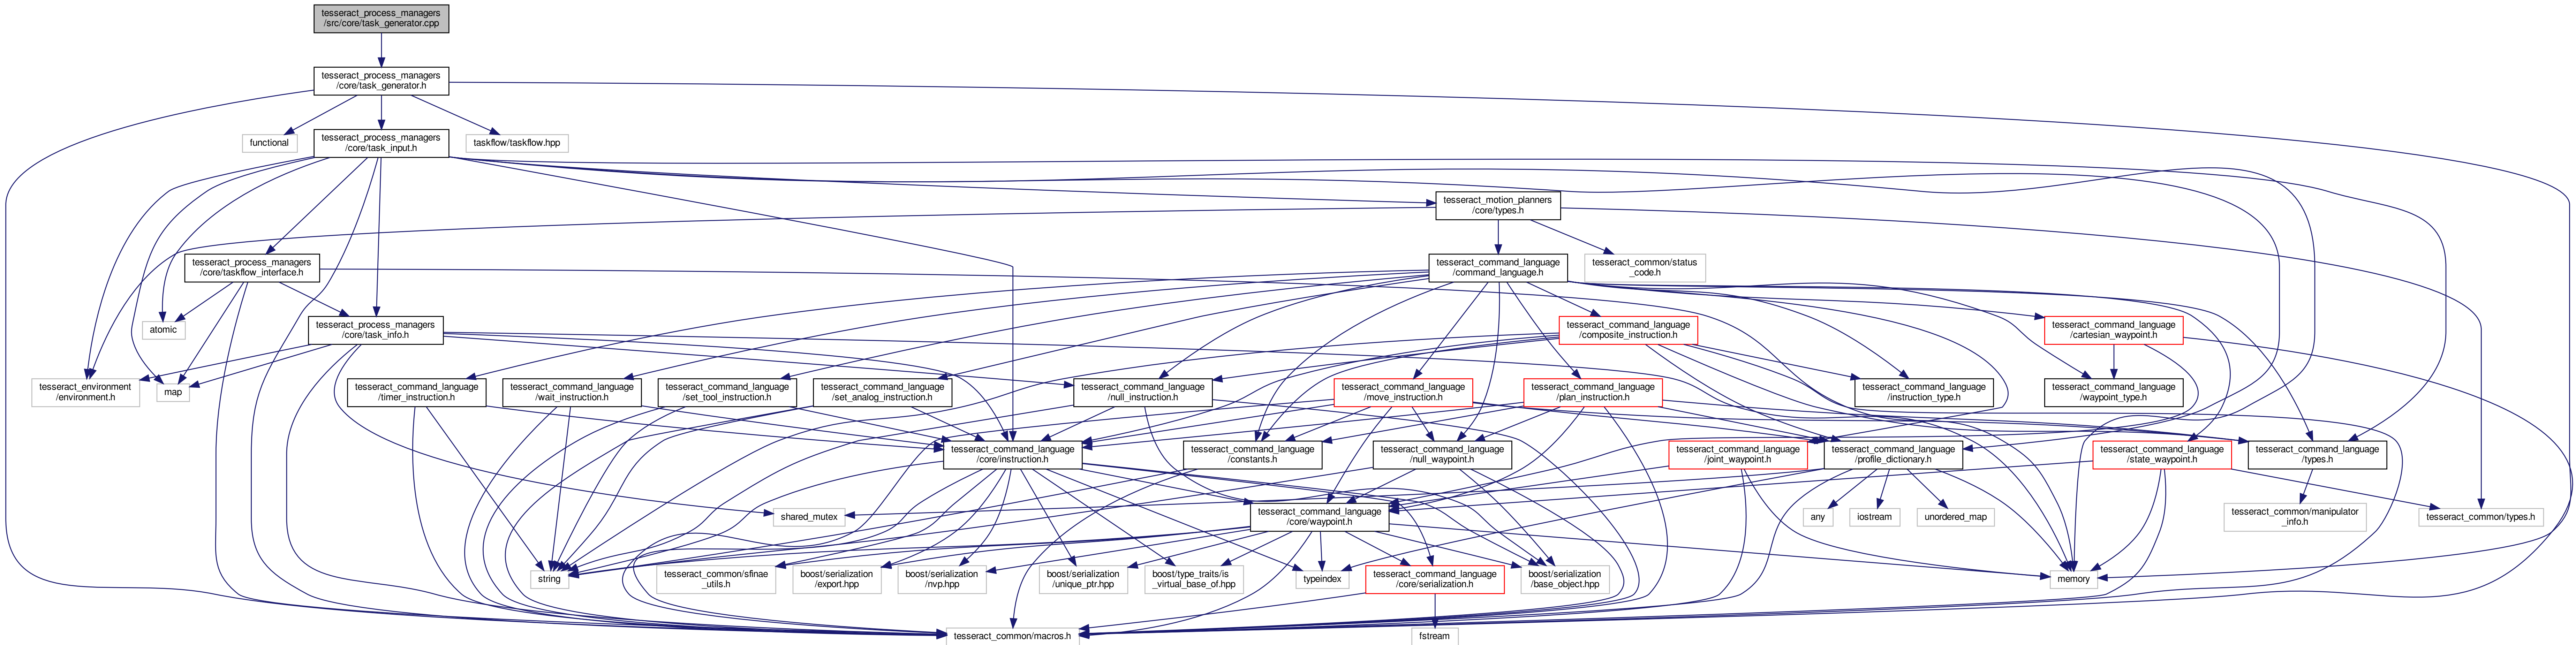 tesseract_process_managers
/src/core/task_generator.cpp
tesseract_process_managers
/core/task_generator.h
functional
tesseract_process_managers
/core/task_input.h
taskflow/taskflow.hpp
tesseract_motion_planners
/core/types.h
tesseract_process_managers
/core/taskflow_interface.h
tesseract_command_language
/command_language.h
tesseract_common/status
_code.h
atomic
tesseract_process_managers
/core/task_info.h
tesseract_command_language
/composite_instruction.h
tesseract_command_language
/cartesian_waypoint.h
tesseract_environment
/environment.h
map
tesseract_command_language
/timer_instruction.h
tesseract_command_language
/wait_instruction.h
tesseract_command_language
/set_tool_instruction.h
tesseract_command_language
/set_analog_instruction.h
tesseract_command_language
/null_instruction.h
tesseract_command_language
/move_instruction.h
tesseract_command_language
/plan_instruction.h
tesseract_command_language
/instruction_type.h
tesseract_command_language
/waypoint_type.h
tesseract_command_language
/core/instruction.h
tesseract_command_language
/constants.h
tesseract_command_language
/null_waypoint.h
tesseract_command_language
/joint_waypoint.h
tesseract_command_language
/profile_dictionary.h
tesseract_command_language
/state_waypoint.h
tesseract_command_language
/types.h
shared_mutex
tesseract_command_language
/core/waypoint.h
any
iostream
unordered_map
tesseract_common/manipulator
_info.h
tesseract_common/types.h
string
tesseract_common/sfinae
_utils.h
boost/serialization
/export.hpp
boost/serialization
/nvp.hpp
boost/serialization
/unique_ptr.hpp
boost/type_traits/is
_virtual_base_of.hpp
typeindex
tesseract_command_language
/core/serialization.h
boost/serialization
/base_object.hpp
memory
tesseract_common/macros.h
fstream